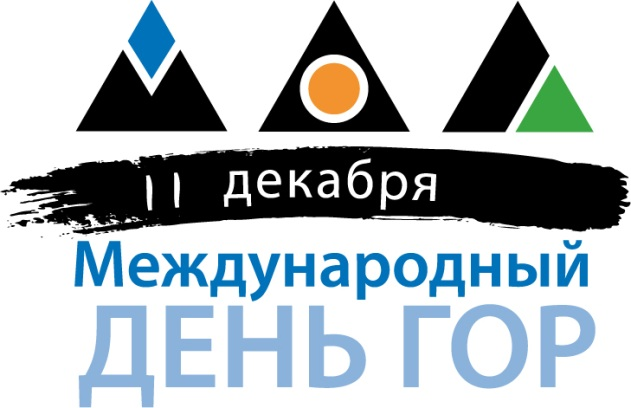 11 декабря
Международный
ДЕНЬ ГОР